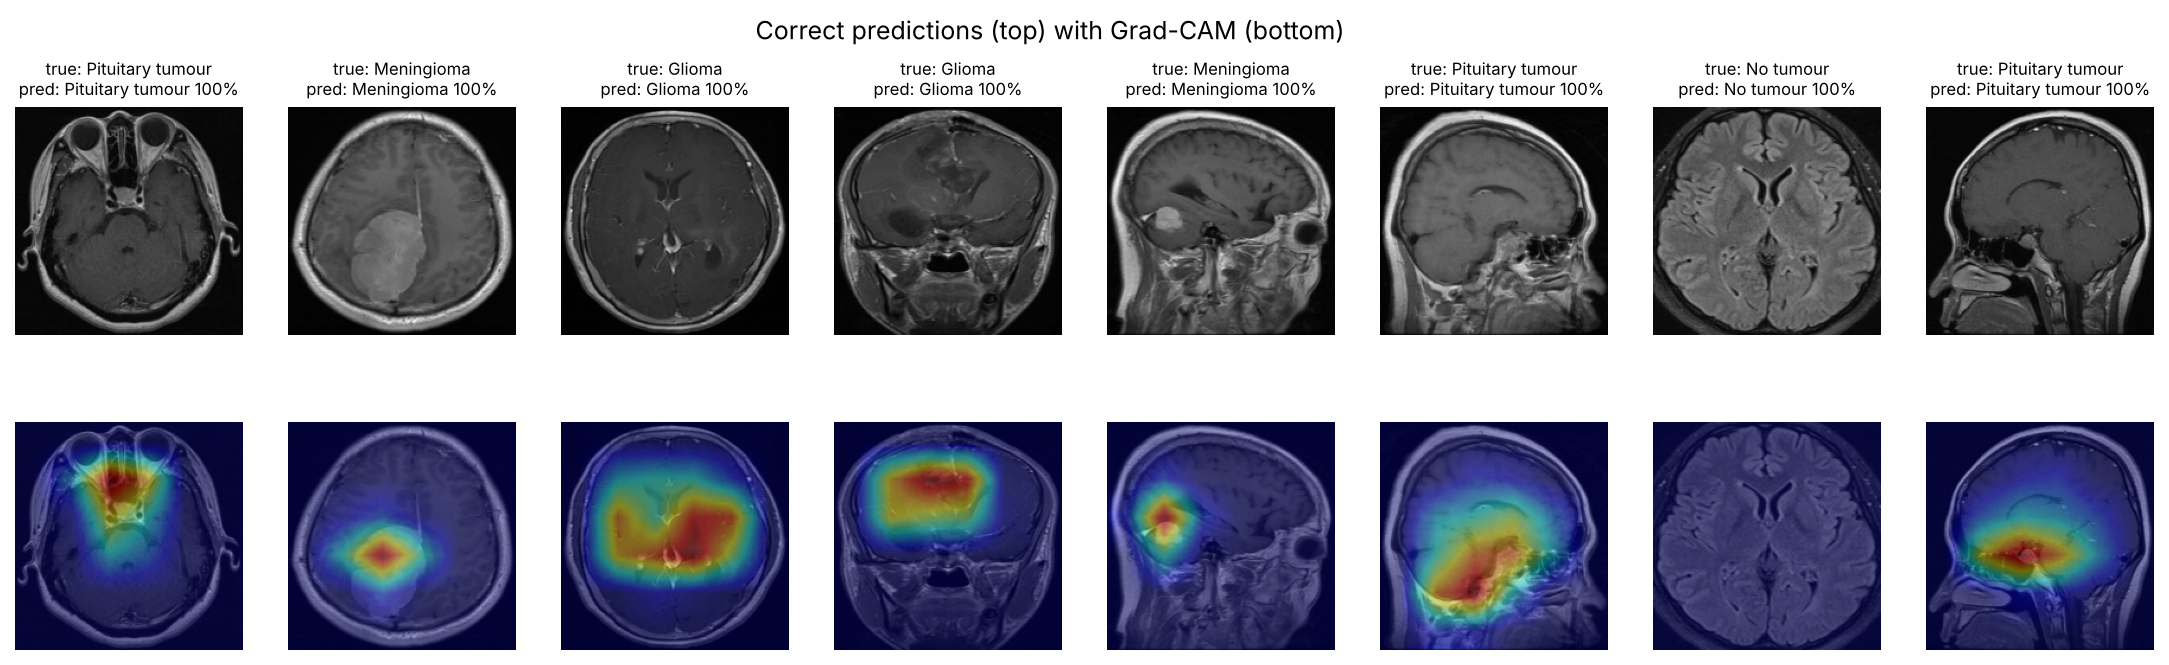 Correct predictions (top) with Grad-CAM (bottom)
true: Pituitary tumour
pred: Pituitary tumour 100%
true: Meningioma
pred: Meningioma 100%
true: Glioma
pred: Glioma 100%
true: Glioma
pred: Glioma 100%
true: Meningioma
pred: Meningioma 100%
true: Pituitary tumour
pred: Pituitary tumour 100%
true: No tumour
pred: No tumour 100%
true: Pituitary tumour
pred: Pituitary tumour 100%